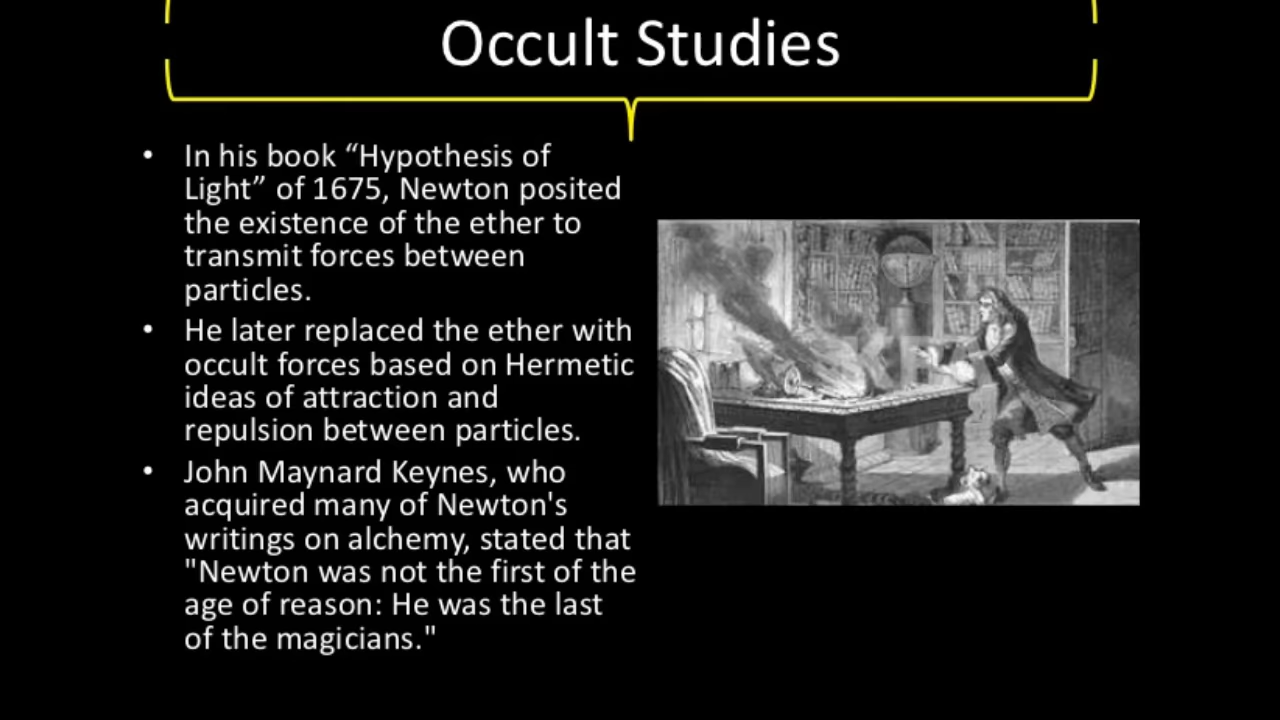 Occult Studies
• In his book “Hypothesis of
Light” of 1675, Newton posited
the existence of the ether to
transmit forces between
particles.
• He later replaced the ether with
occult forces based on Hermetic
ideas of attraction and
repulsion between particles.
• John Maynard Keynes, who
acquired many of Newton's
writings on alchemy, stated that
"Newton was not the first of the
age of reason: He was the last
of the magicians."